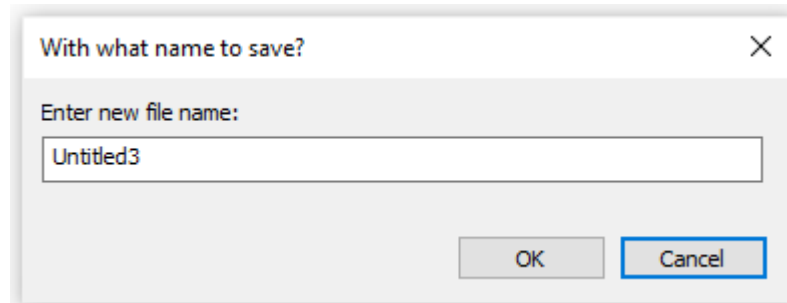 With what name to save?
Enter new file name:
Untitled3
OK
Cancel